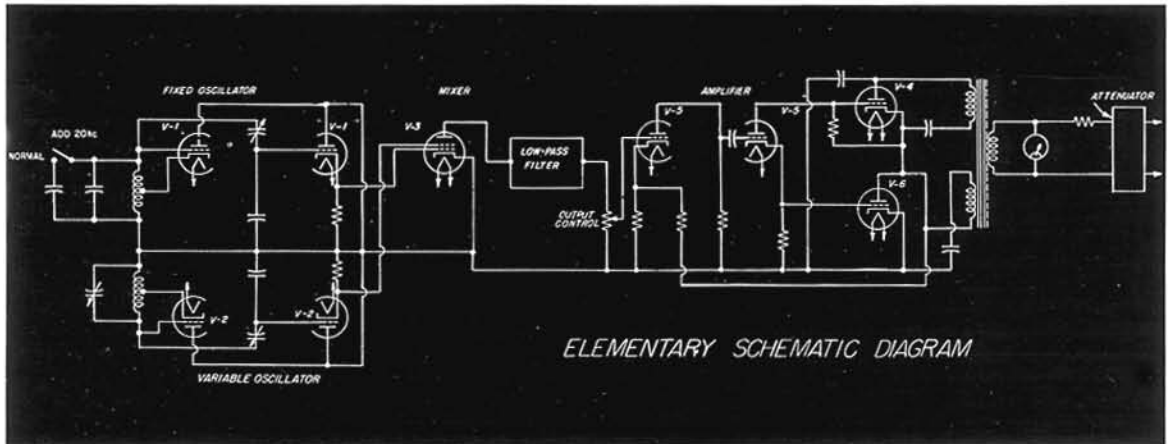 FIXED OSCILLATOR
MIXER
AMPLIFIER
V-4
ATTENUATOR
V-1
V-1
V-3
V-5
V-5
ADD 20KC
NORMAL
LOW-PASS
FILTER
V-6
OUTPUT
CONTROL
V-2
V-2
VARIABLE OSCILLATOR
ELEMENTARY SCHEMATIC DIAGRAM